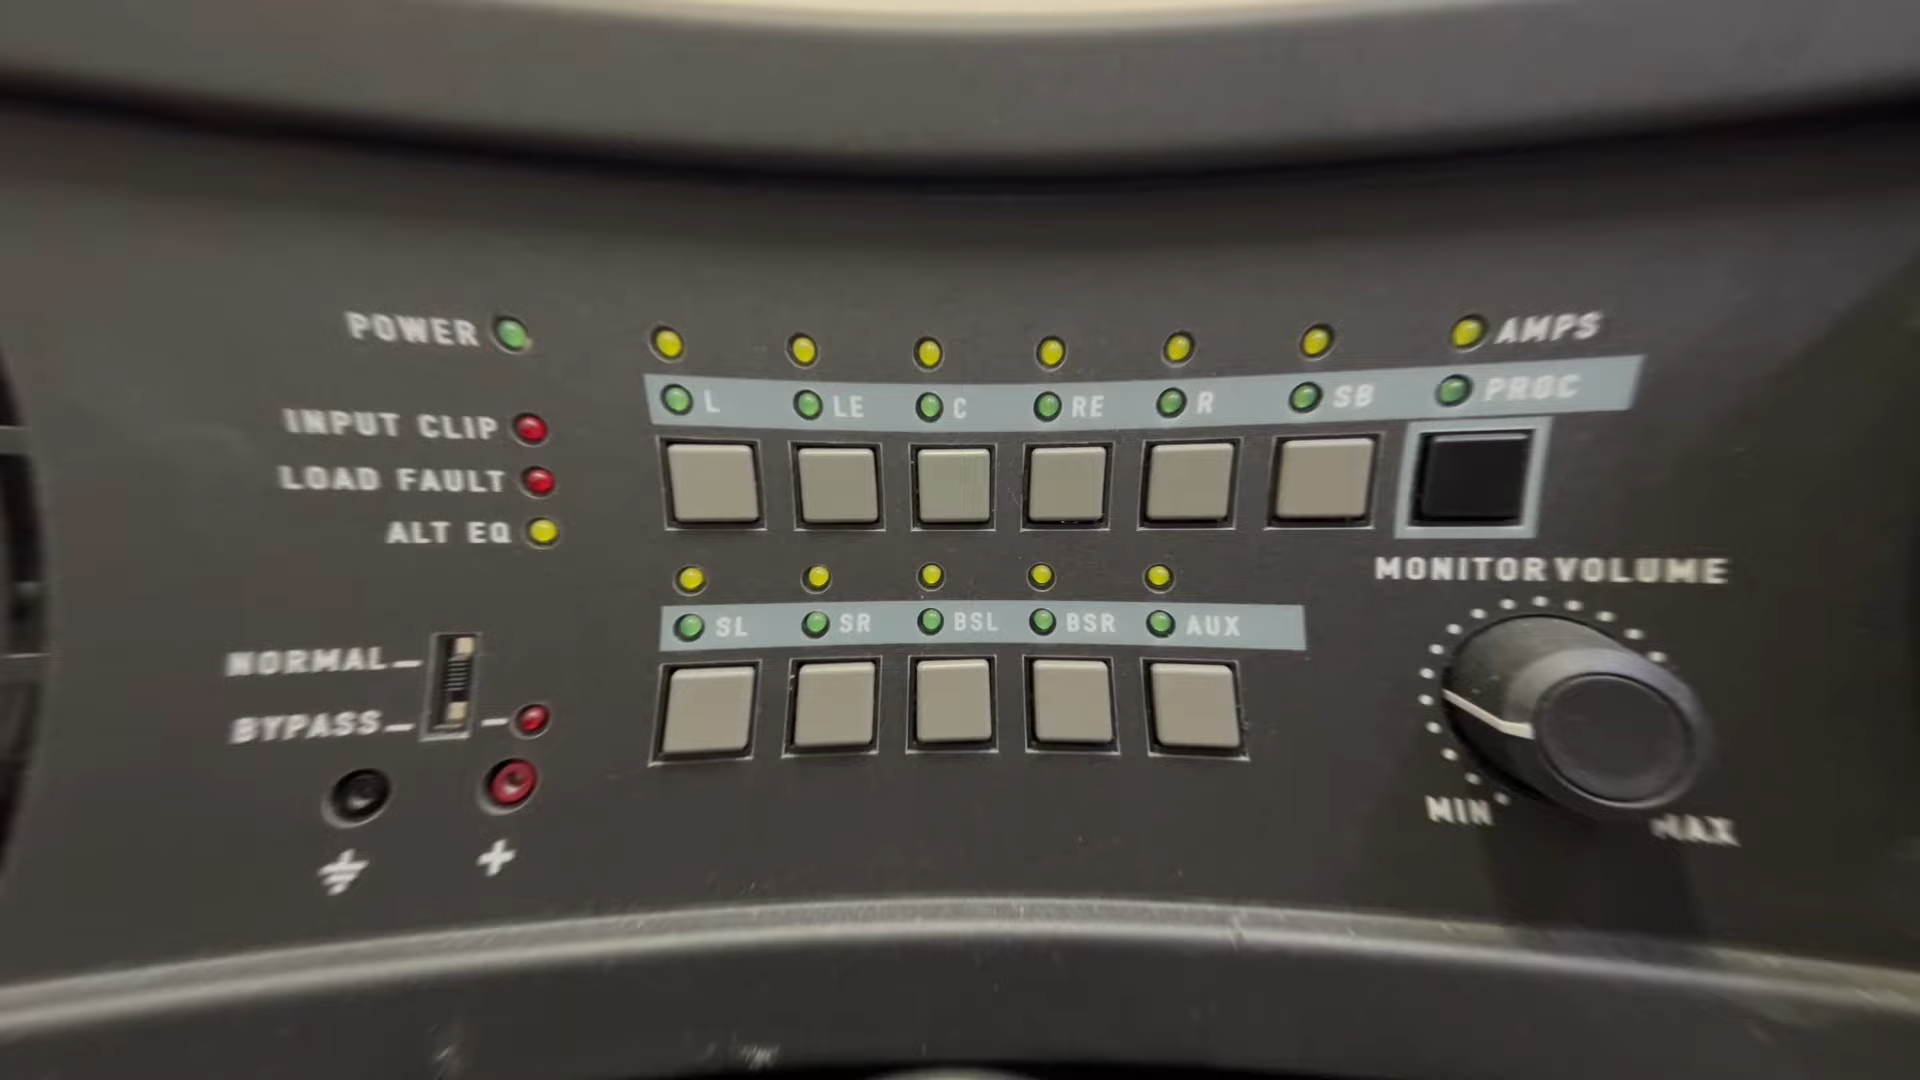 POWER
AMPS
L LE C RE R SB PROC
INPUT CLIP
LOAD FAULT
ALT EQ
MONITOR VOLUME
SL SR BSL BSR AUX
NORMAL
BYPASS
MIN MAX
+